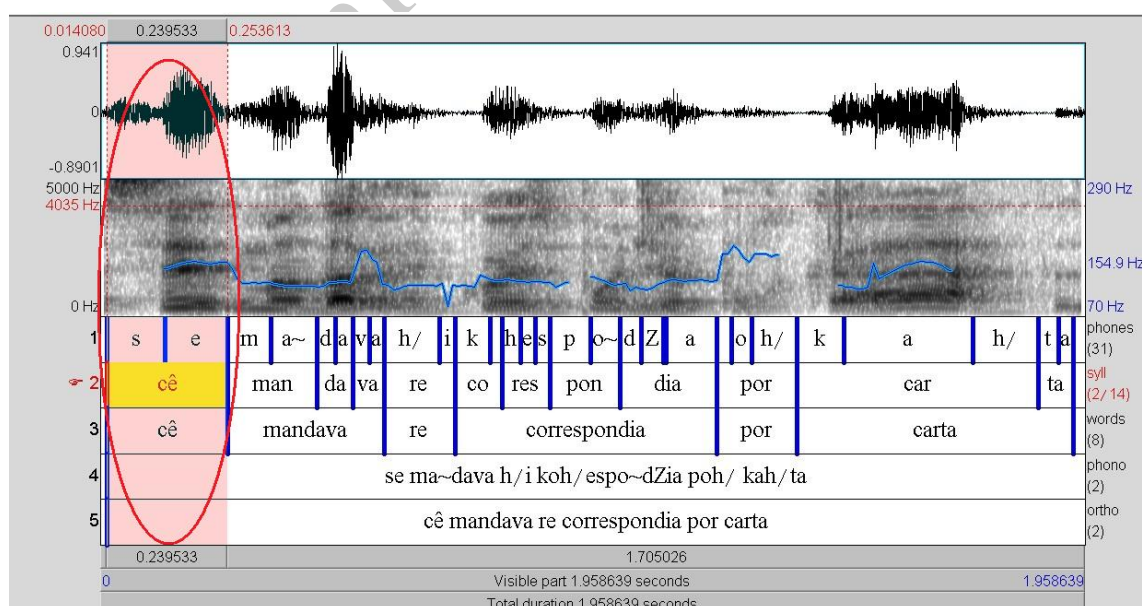 0.014080 0.239533 0.253613
0.941
0
-0.8901
5000 Hz 290 Hz
4035 Hz
154.9 Hz
0 Hz 70 Hz
1 s e m a~ d a v a h/ i k h e s p o~ d Z a o h/ k a h/ t a phones (31)
2 cê man da va re co res pon dia por car ta syll (2/14)
3 cê mandava re correspondia por carta words (8)
4 se ma~dava h/i koh/espo~dZia poh/ kah/ta phono (2)
5 cê mandava re correspondia por carta ortho (2)
0.239533 1.705026
0 Visible part 1.958639 seconds 1.958639
Total duration 1.958639 seconds